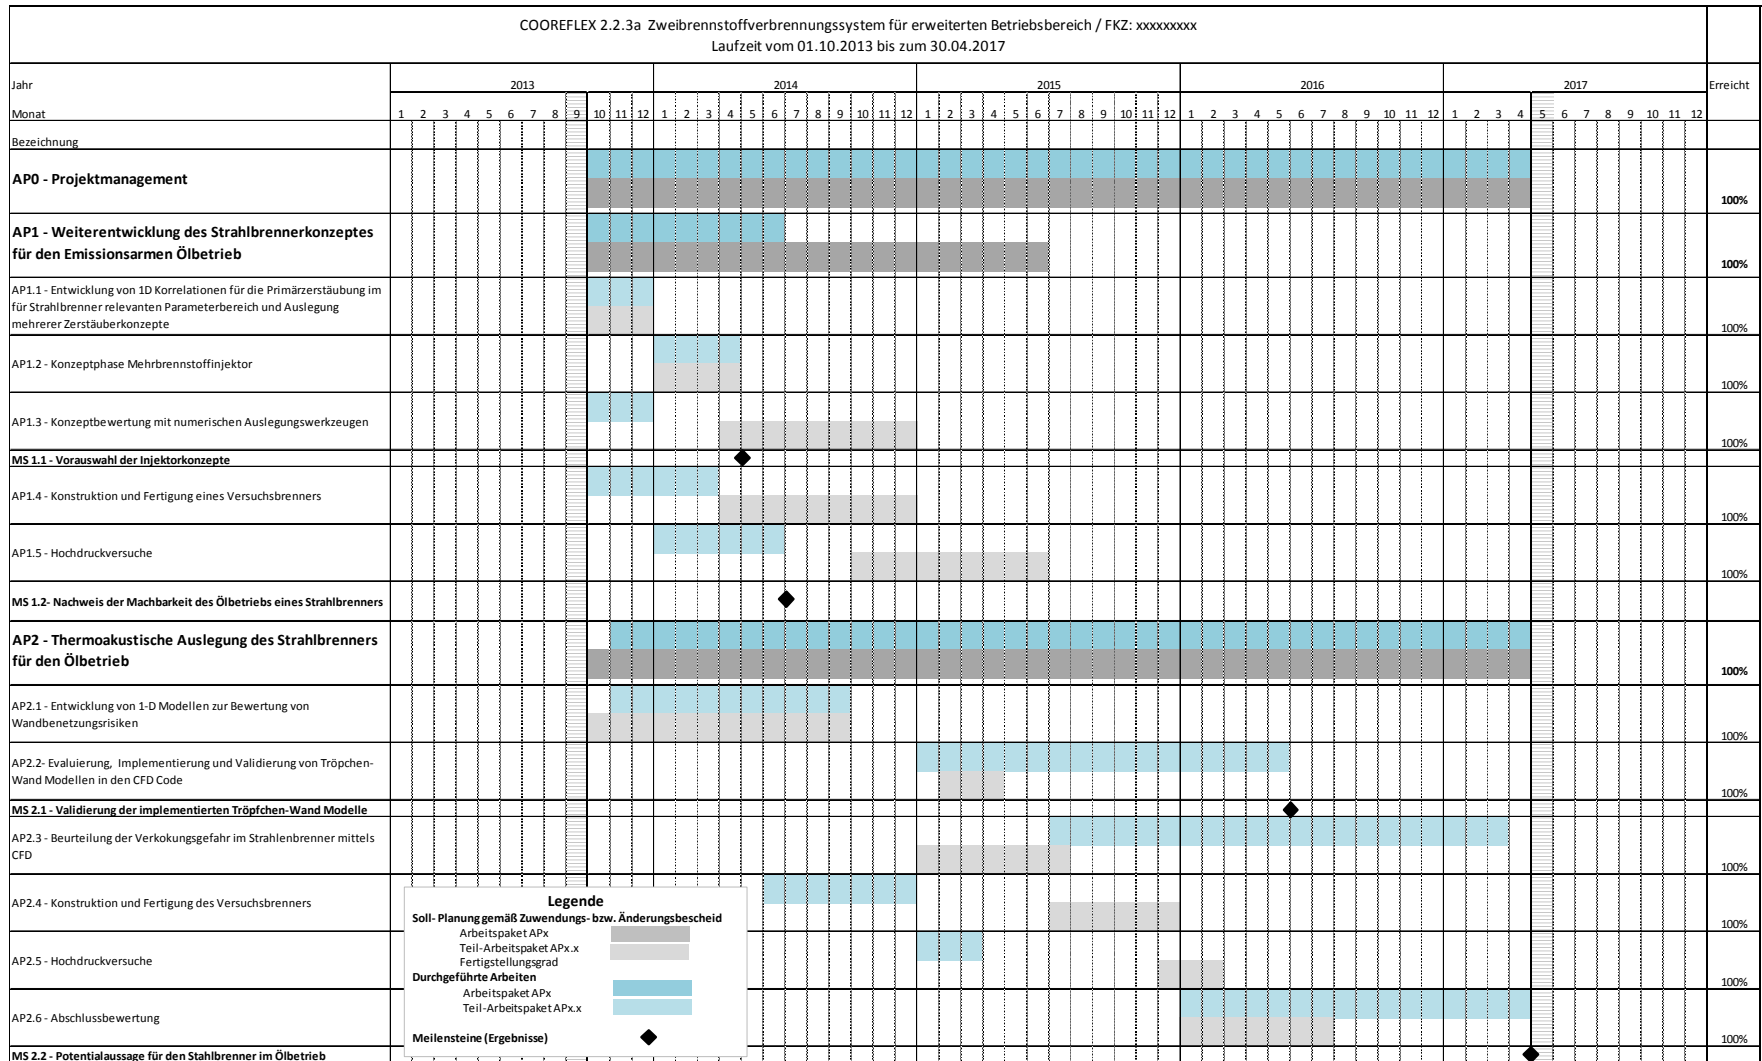 COOREFLEX 2.2.3a Zweibrennstoffverbrennungssystem für erweiterten Betriebsbereich / FKZ: xxxxxxxxx
Laufzeit vom 01.10.2013 bis zum 30.04.2017
Jahr 2013 2014 2015 2016 2017 Erreicht
Monat 1 2 3 4 5 6 7 8 9 10 11 12 1 2 3 4 5 6 7 8 9 10 11 12 1 2 3 4 5 6 7 8 9 10 11 12 1 2 3 4 5 6 7 8 9 10 11 12 1 2 3 4 5 6 7 8 9 10 11 12
Bezeichnung
AP0 - Projektmanagement
100%
AP1 - Weiterentwicklung des Strahlbrennerkonzeptes
für den Emissionsarmen Ölbetrieb
100%
AP1.1 - Entwicklung von 1D Korrelationen für die Primärzerstäubung im
für Strahlbrenner relevanten Parameterbereich und Auslegung
mehrerer Zerstäuberkonzepte
100%
AP1.2 - Konzeptphase Mehrbrennstoffinjektor
100%
AP1.3 - Konzeptbewertung mit numerischen Auslegungswerkzeugen
100%
MS 1.1 - Vorauswahl der Injektorkonzepte
AP1.4 - Konstruktion und Fertigung eines Versuchsbrenners
100%
AP1.5 - Hochdruckversuche
100%
MS 1.2- Nachweis der Machbarkeit des Ölbetriebs eines Strahlbrenners
AP2 - Thermoakustische Auslegung des Strahlbrenners
für den Ölbetrieb
100%
AP2.1 - Entwicklung von 1-D Modellen zur Bewertung von
Wandbenetzungsrisiken
100%
AP2.2- Evaluierung, Implementierung und Validierung von Tröpchen-
Wand Modellen in den CFD Code
100%
MS 2.1 - Validierung der implementierten Tröpfchen-Wand Modelle
AP2.3 - Beurteilung der Verkokungsgefahr im Strahlenbrenner mittels
CFD
100%
AP2.4 - Konstruktion und Fertigung des Versuchsbrenners
100%
AP2.5 - Hochdruckversuche
100%
AP2.6 - Abschlussbewertung
100%
MS 2.2 - Potentialaussage für den Stahlbrenner im Ölbetrieb
Legende
Soll- Planung gemäß Zuwendungs- bzw. Änderungsbescheid
Arbeitspaket APx
Teil-Arbeitspaket APx.x
Fertigstellungsgrad
Durchgeführte Arbeiten
Arbeitspaket APx
Teil-Arbeitspaket APx.x
Meilensteine (Ergebnisse)